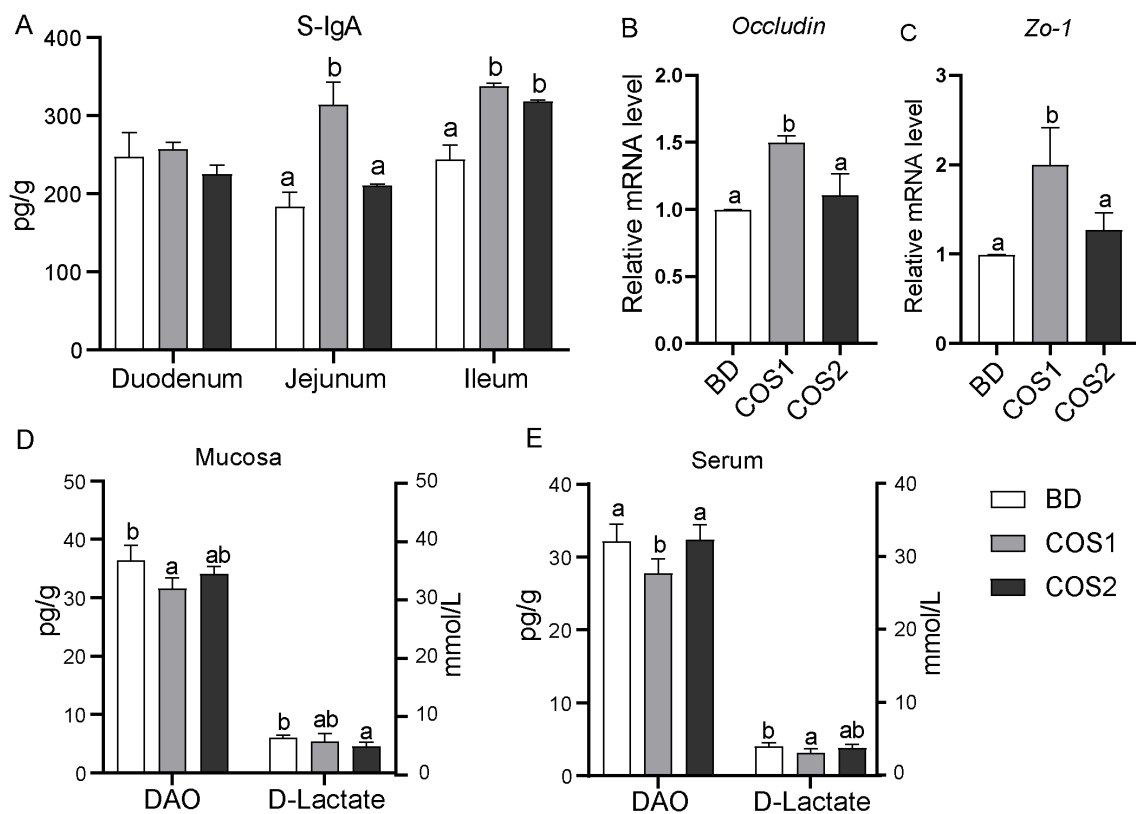 A
S-IgA
400
300
200
100
0
pg/g
a
b
a
a
b
b
Duodenum
Jejunum
Ileum
B
Occludin
2.0
1.5
1.0
0.5
0.0
Relative mRNA level
a
b
a
BD
COS1
COS2
C
Zo-1
3
2
1
0
Relative mRNA level
a
b
a
BD
COS1
COS2
D
Mucosa
50
40
30
20
10
0
pg/g
b
a
ab
b
ab
a
DAO
D-Lactate
50
40
30
20
10
0
mmol/L
E
Serum
40
30
20
10
0
pg/g
a
b
a
b
a
ab
DAO
D-Lactate
40
30
20
10
0
mmol/L
BD
COS1
COS2